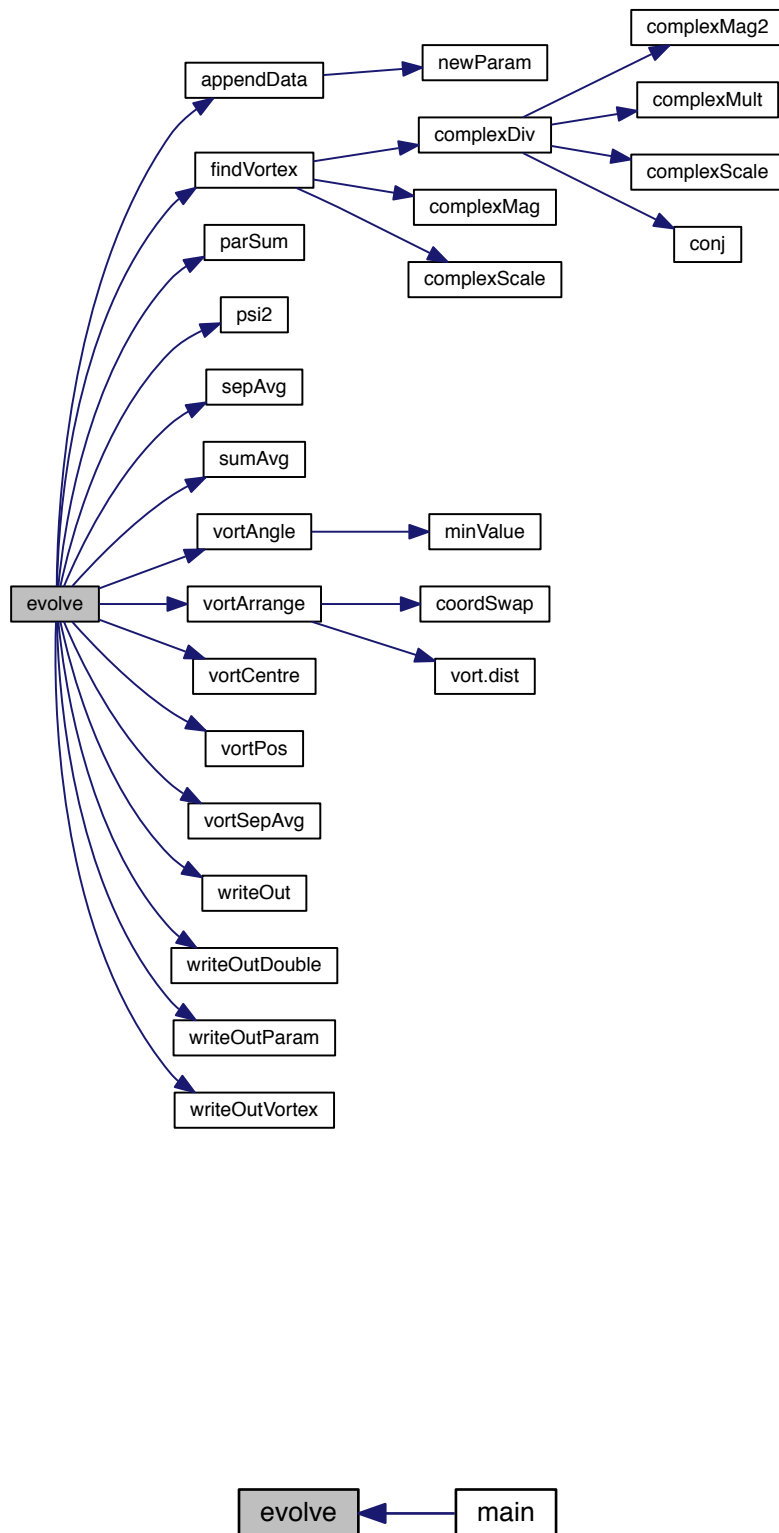 complexMag2
appendData
newParam
complexMult
complexDiv
findVortex
complexScale
complexMag
parSum
conj
complexScale
psi2
sepAvg
sumAvg
vortAngle
minValue
evolve
vortArrange
coordSwap
vortCentre
vort.dist
vortPos
vortSepAvg
writeOut
writeOutDouble
writeOutParam
writeOutVortex
evolve
main